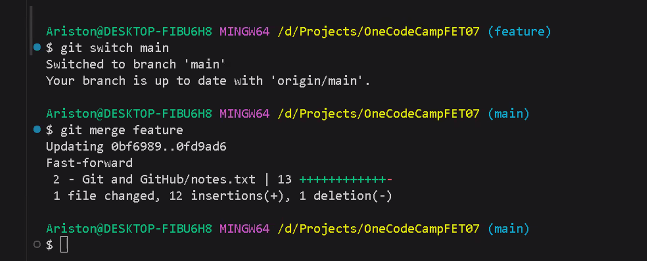 Ariston@DESKTOP-FIBU6H8 MINGW64 /d/Projects/OneCodeCampFET07 (feature)
$ git switch main
Switched to branch 'main'
Your branch is up to date with 'origin/main'.
Ariston@DESKTOP-FIBU6H8 MINGW64 /d/Projects/OneCodeCampFET07 (main)
$ git merge feature
Updating 0bf6989..0fd9ad6
Fast-forward
 2 - Git and GitHub/notes.txt | 13 ++++++++++++-
 1 file changed, 12 insertions(+), 1 deletion(-)
Ariston@DESKTOP-FIBU6H8 MINGW64 /d/Projects/OneCodeCampFET07 (main)
$